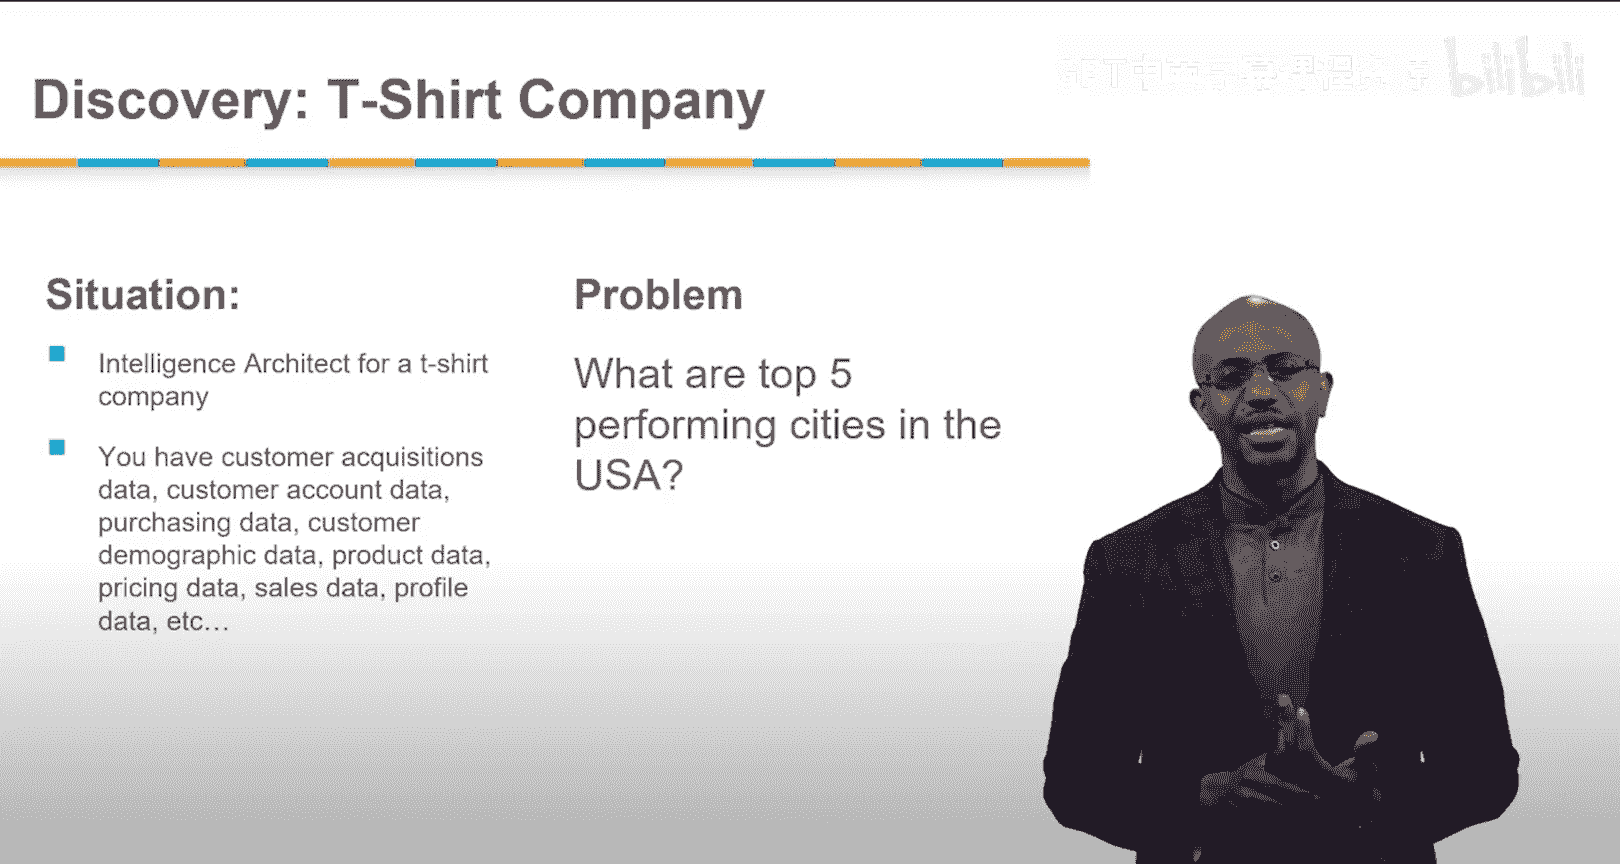 Discovery: T-Shirt Company
bilibili
Situation:
Intelligence Architect for a t-shirt
company
You have customer acquisitions
data, customer account data,
purchasing data, customer
demographic data, product data,
pricing data, sales data, profile
data, etc…
Problem
What are top 5
performing cities in the
USA?